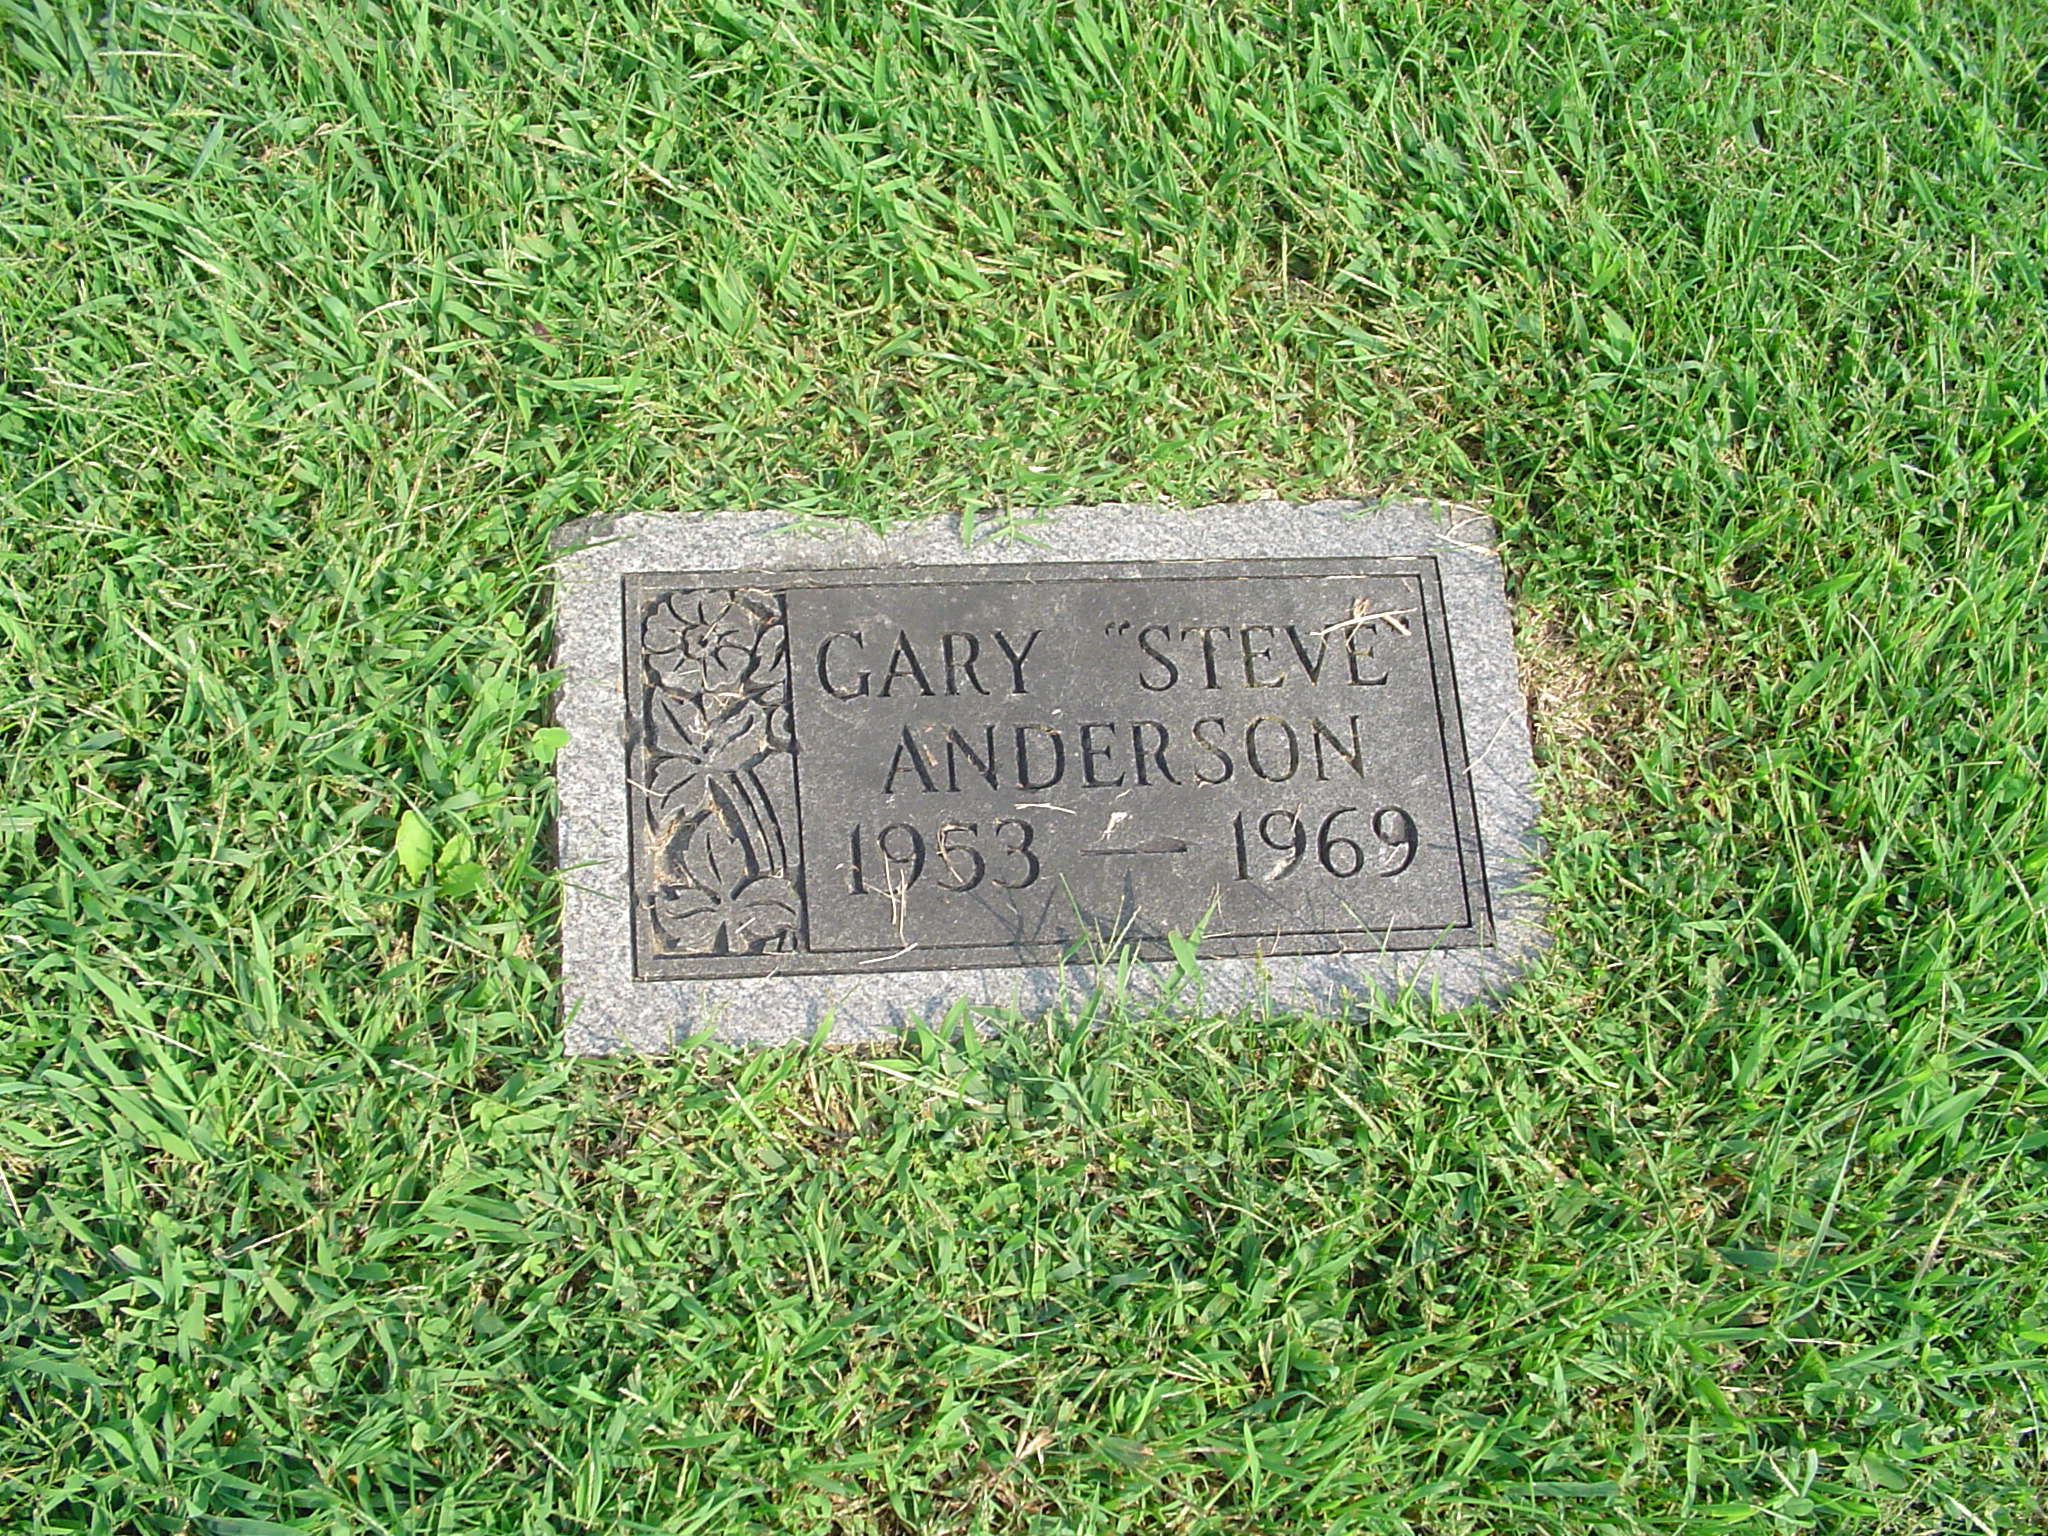 GARY "STEVE"
ANDERSON
1953 — 1969